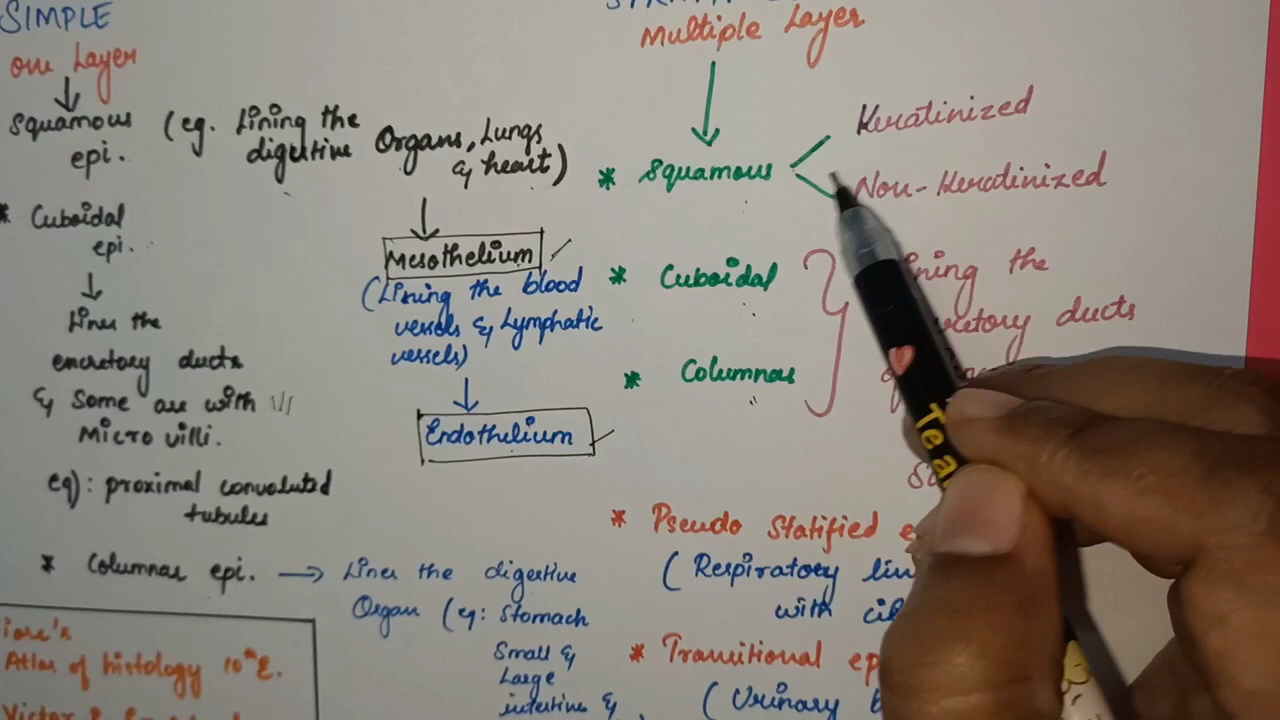 SIMPLE
one Layer
Squamous epi.
(eg. Lining the digestive Organs, Lungs & heart)
Mesothelium
(Lining the blood
vessels & Lymphatic
vessels)
Endothelium
* Cuboidal
epi.
Lines the
excretory ducts
& Some are with
Micro villi.
eg): proximal convoluted
tubules
* Columnar epi. → Lines the digestive
Organ (eg: Stomach
Small &
Large
intestine &
Atlas of histology 10th E.
Multiple Layer
* Squamous
Keratinized
Non-Keratinized
* Cuboidal
* Columnar
the
ducts
* Pseudo Statified
(Respiratory
with
* Transitional
(Urinary
Tea